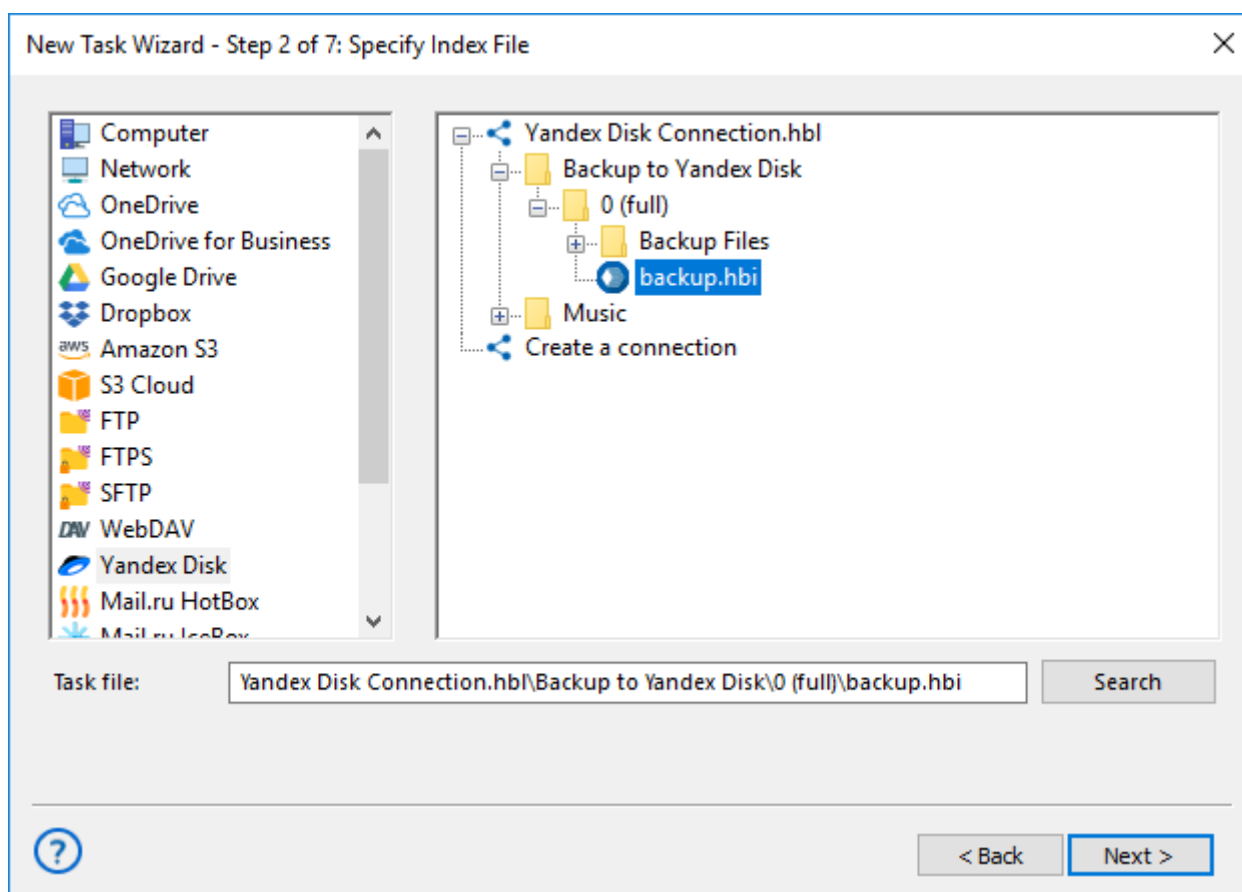 New Task Wizard - Step 2 of 7: Specify Index File
Computer
Network
OneDrive
OneDrive for Business
Google Drive
Dropbox
aws Amazon S3
S3 Cloud
FTP
FTPS
SFTP
DAV WebDAV
Yandex Disk
Mail.ru HotBox
Mail.ru IceBox
Yandex Disk Connection.hbl
Backup to Yandex Disk
0 (full)
Backup Files
backup.hbi
Music
Create a connection
Task file:
Yandex Disk Connection.hbl\Backup to Yandex Disk\0 (full)\backup.hbi
Search
?
< Back
Next >